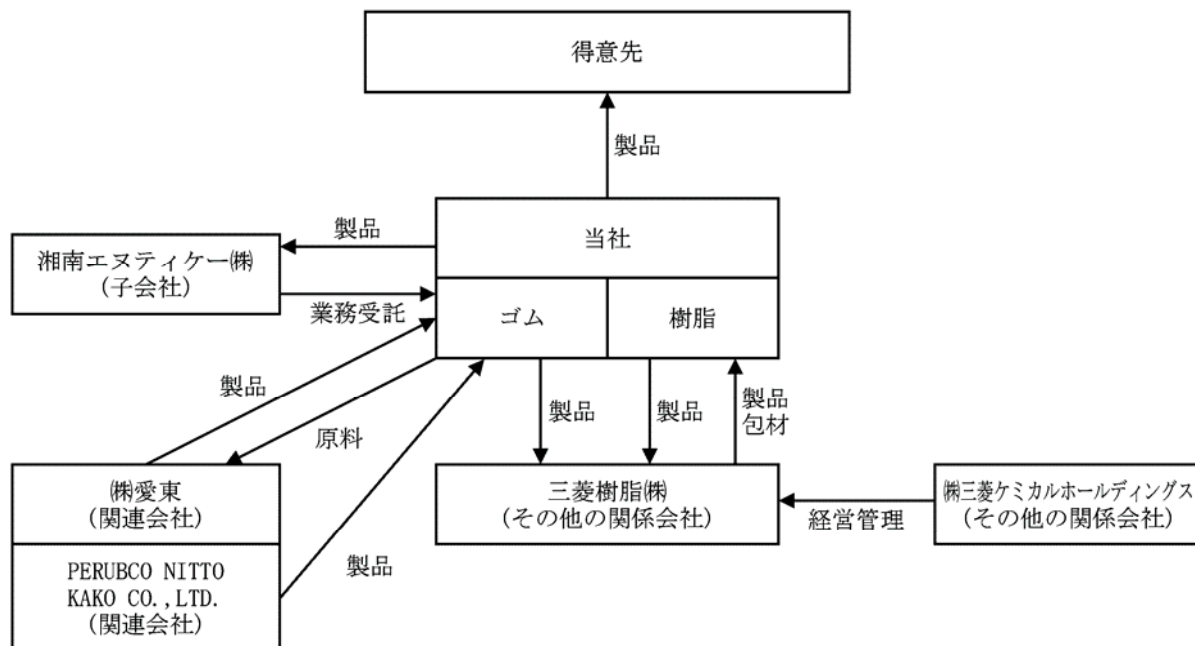 得意先
製品
当社
製品
湘南エヌティケー㈱
(子会社)
業務受託
ゴム
樹脂
製品
原料
製品
製品
製品
包材
㈱愛東
(関連会社)
三菱樹脂㈱
(その他の関係会社)
経営管理
㈱三菱ケミカルホールディングス
(その他の関係会社)
製品
PERUBCO NITTO
KAKO CO.,LTD.
(関連会社)